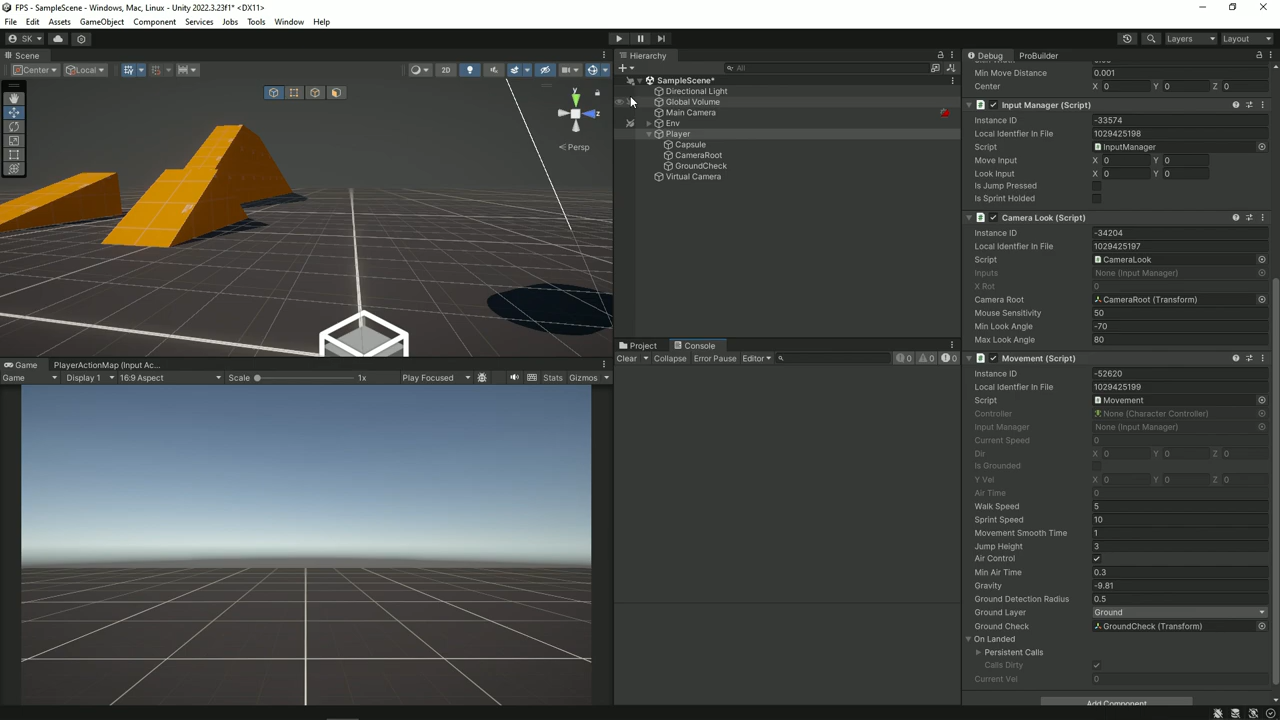 FPS - SampleScene* - Windows, Mac, Linux - Unity 2022.3.23f1* <DX11>
File Edit Assets GameObject Component Services Jobs Tools Window Help
SK Layers Layout
Scene
Center Local 2D
y
z
Persp
Hierarchy
All
SampleScene*
Directional Light
Global Volume
Main Camera
Env
Player
Capsule
CameraRoot
GroundCheck
Virtual Camera
Game PlayerActionMap (Input Ac...
Game Display 1 16:9 Aspect Scale 1x Play Focused Stats Gizmos
Project Console
Clear Collapse Error Pause Editor 0 0 0
Debug ProBuilder
Min Move Distance 0.001
Center X 0 Y 0 Z 0
Input Manager (Script)
Instance ID -33574
Local Identfier In File 1029425198
Script InputManager
Move Input X 0 Y 0
Look Input X 0 Y 0
Is Jump Pressed
Is Sprint Holded
Camera Look (Script)
Instance ID -34204
Local Identfier In File 1029425197
Script CameraLook
Inputs None (Input Manager)
X Rot 0
Camera Root CameraRoot (Transform)
Mouse Sensitivity 50
Min Look Angle -70
Max Look Angle 80
Movement (Script)
Instance ID -52620
Local Identfier In File 1029425199
Script Movement
Controller None (Character Controller)
Input Manager None (Input Manager)
Current Speed 0
Dir X 0 Y 0 Z 0
Is Grounded
Y Vel X 0 Y 0 Z 0
Air Time 0
Walk Speed 5
Sprint Speed 10
Movement Smooth Time 1
Jump Height 3
Air Control
Min Air Time 0.3
Gravity -9.81
Ground Detection Radius 0.5
Ground Layer Ground
Ground Check GroundCheck (Transform)
On Landed
Persistent Calls
Calls Dirty
Current Vel 0
Add Component